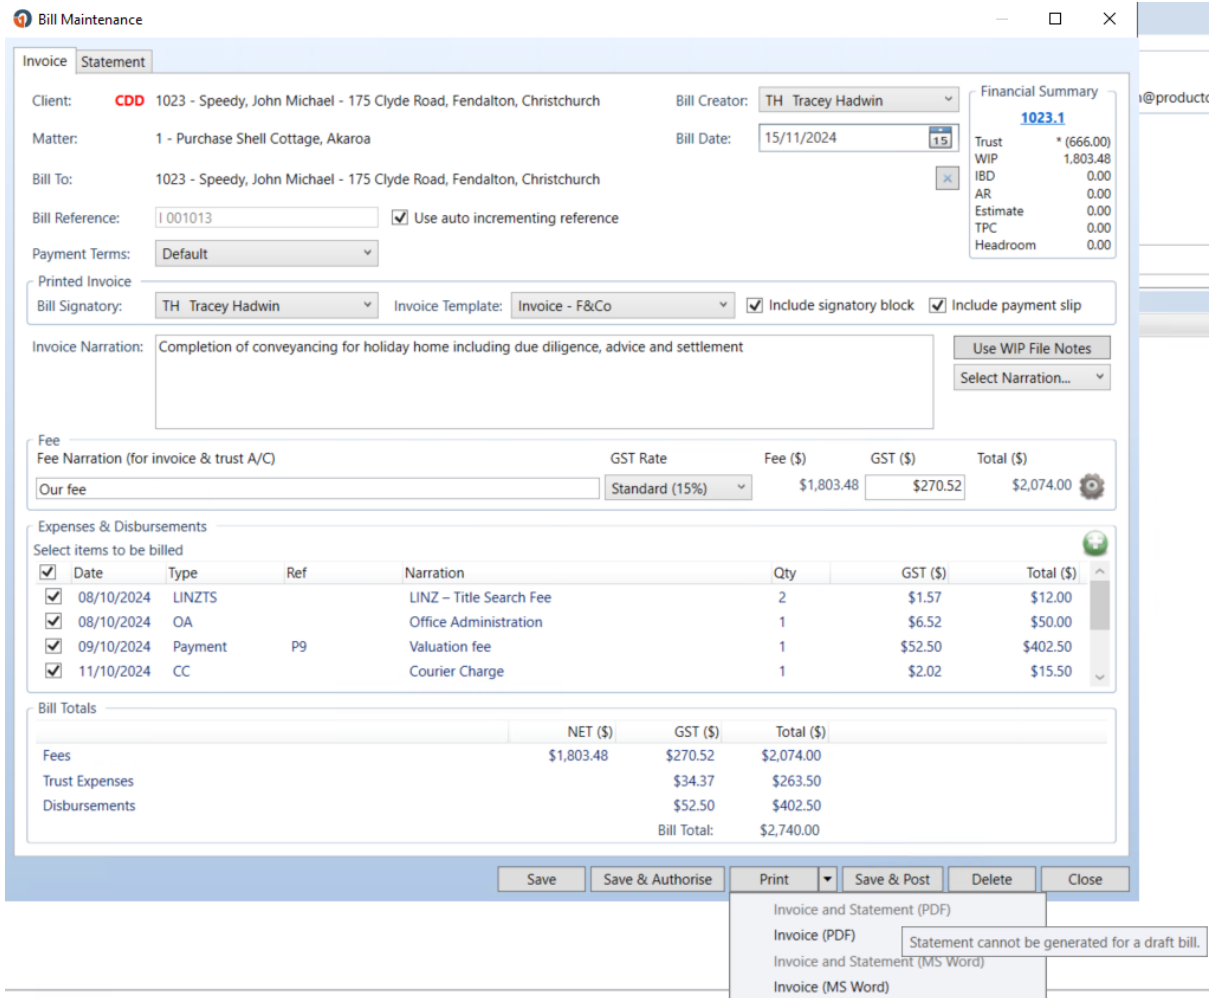 Bill Maintenance
Invoice Statement
Client: CDD 1023 - Speedy, John Michael - 175 Clyde Road, Fendalton, Christchurch
Bill Creator: TH Tracey Hadwin
Matter: 1 - Purchase Shell Cottage, Akaroa
Bill Date: 15/11/2024 15
Bill To: 1023 - Speedy, John Michael - 175 Clyde Road, Fendalton, Christchurch
Bill Reference: I 001013 Use auto incrementing reference
Payment Terms: Default
Financial Summary
1023.1
Trust * (666.00)
WIP 1,803.48
IBD 0.00
AR 0.00
Estimate 0.00
TPC 0.00
Headroom 0.00
Printed Invoice
Bill Signatory: TH Tracey Hadwin Invoice Template: Invoice - F&Co Include signatory block Include payment slip
Invoice Narration: Completion of conveyancing for holiday home including due diligence, advice and settlement
Use WIP File Notes
Select Narration...
Fee
Fee Narration (for invoice & trust A/C) GST Rate Fee ($) GST ($) Total ($)
Our fee Standard (15%) $1,803.48 $270.52 $2,074.00
Expenses & Disbursements
Select items to be billed
Date Type Ref Narration Qty GST ($) Total ($)
08/10/2024 LINZTS LINZ – Title Search Fee 2 $1.57 $12.00
08/10/2024 OA Office Administration 1 $6.52 $50.00
09/10/2024 Payment P9 Valuation fee 1 $52.50 $402.50
11/10/2024 CC Courier Charge 1 $2.02 $15.50
Bill Totals
NET ($) GST ($) Total ($)
Fees $1,803.48 $270.52 $2,074.00
Trust Expenses $34.37 $263.50
Disbursements $52.50 $402.50
Bill Total: $2,740.00
Save Save & Authorise Print Save & Post Delete Close
Invoice and Statement (PDF)
Invoice (PDF)
Statement cannot be generated for a draft bill.
Invoice and Statement (MS Word)
Invoice (MS Word)